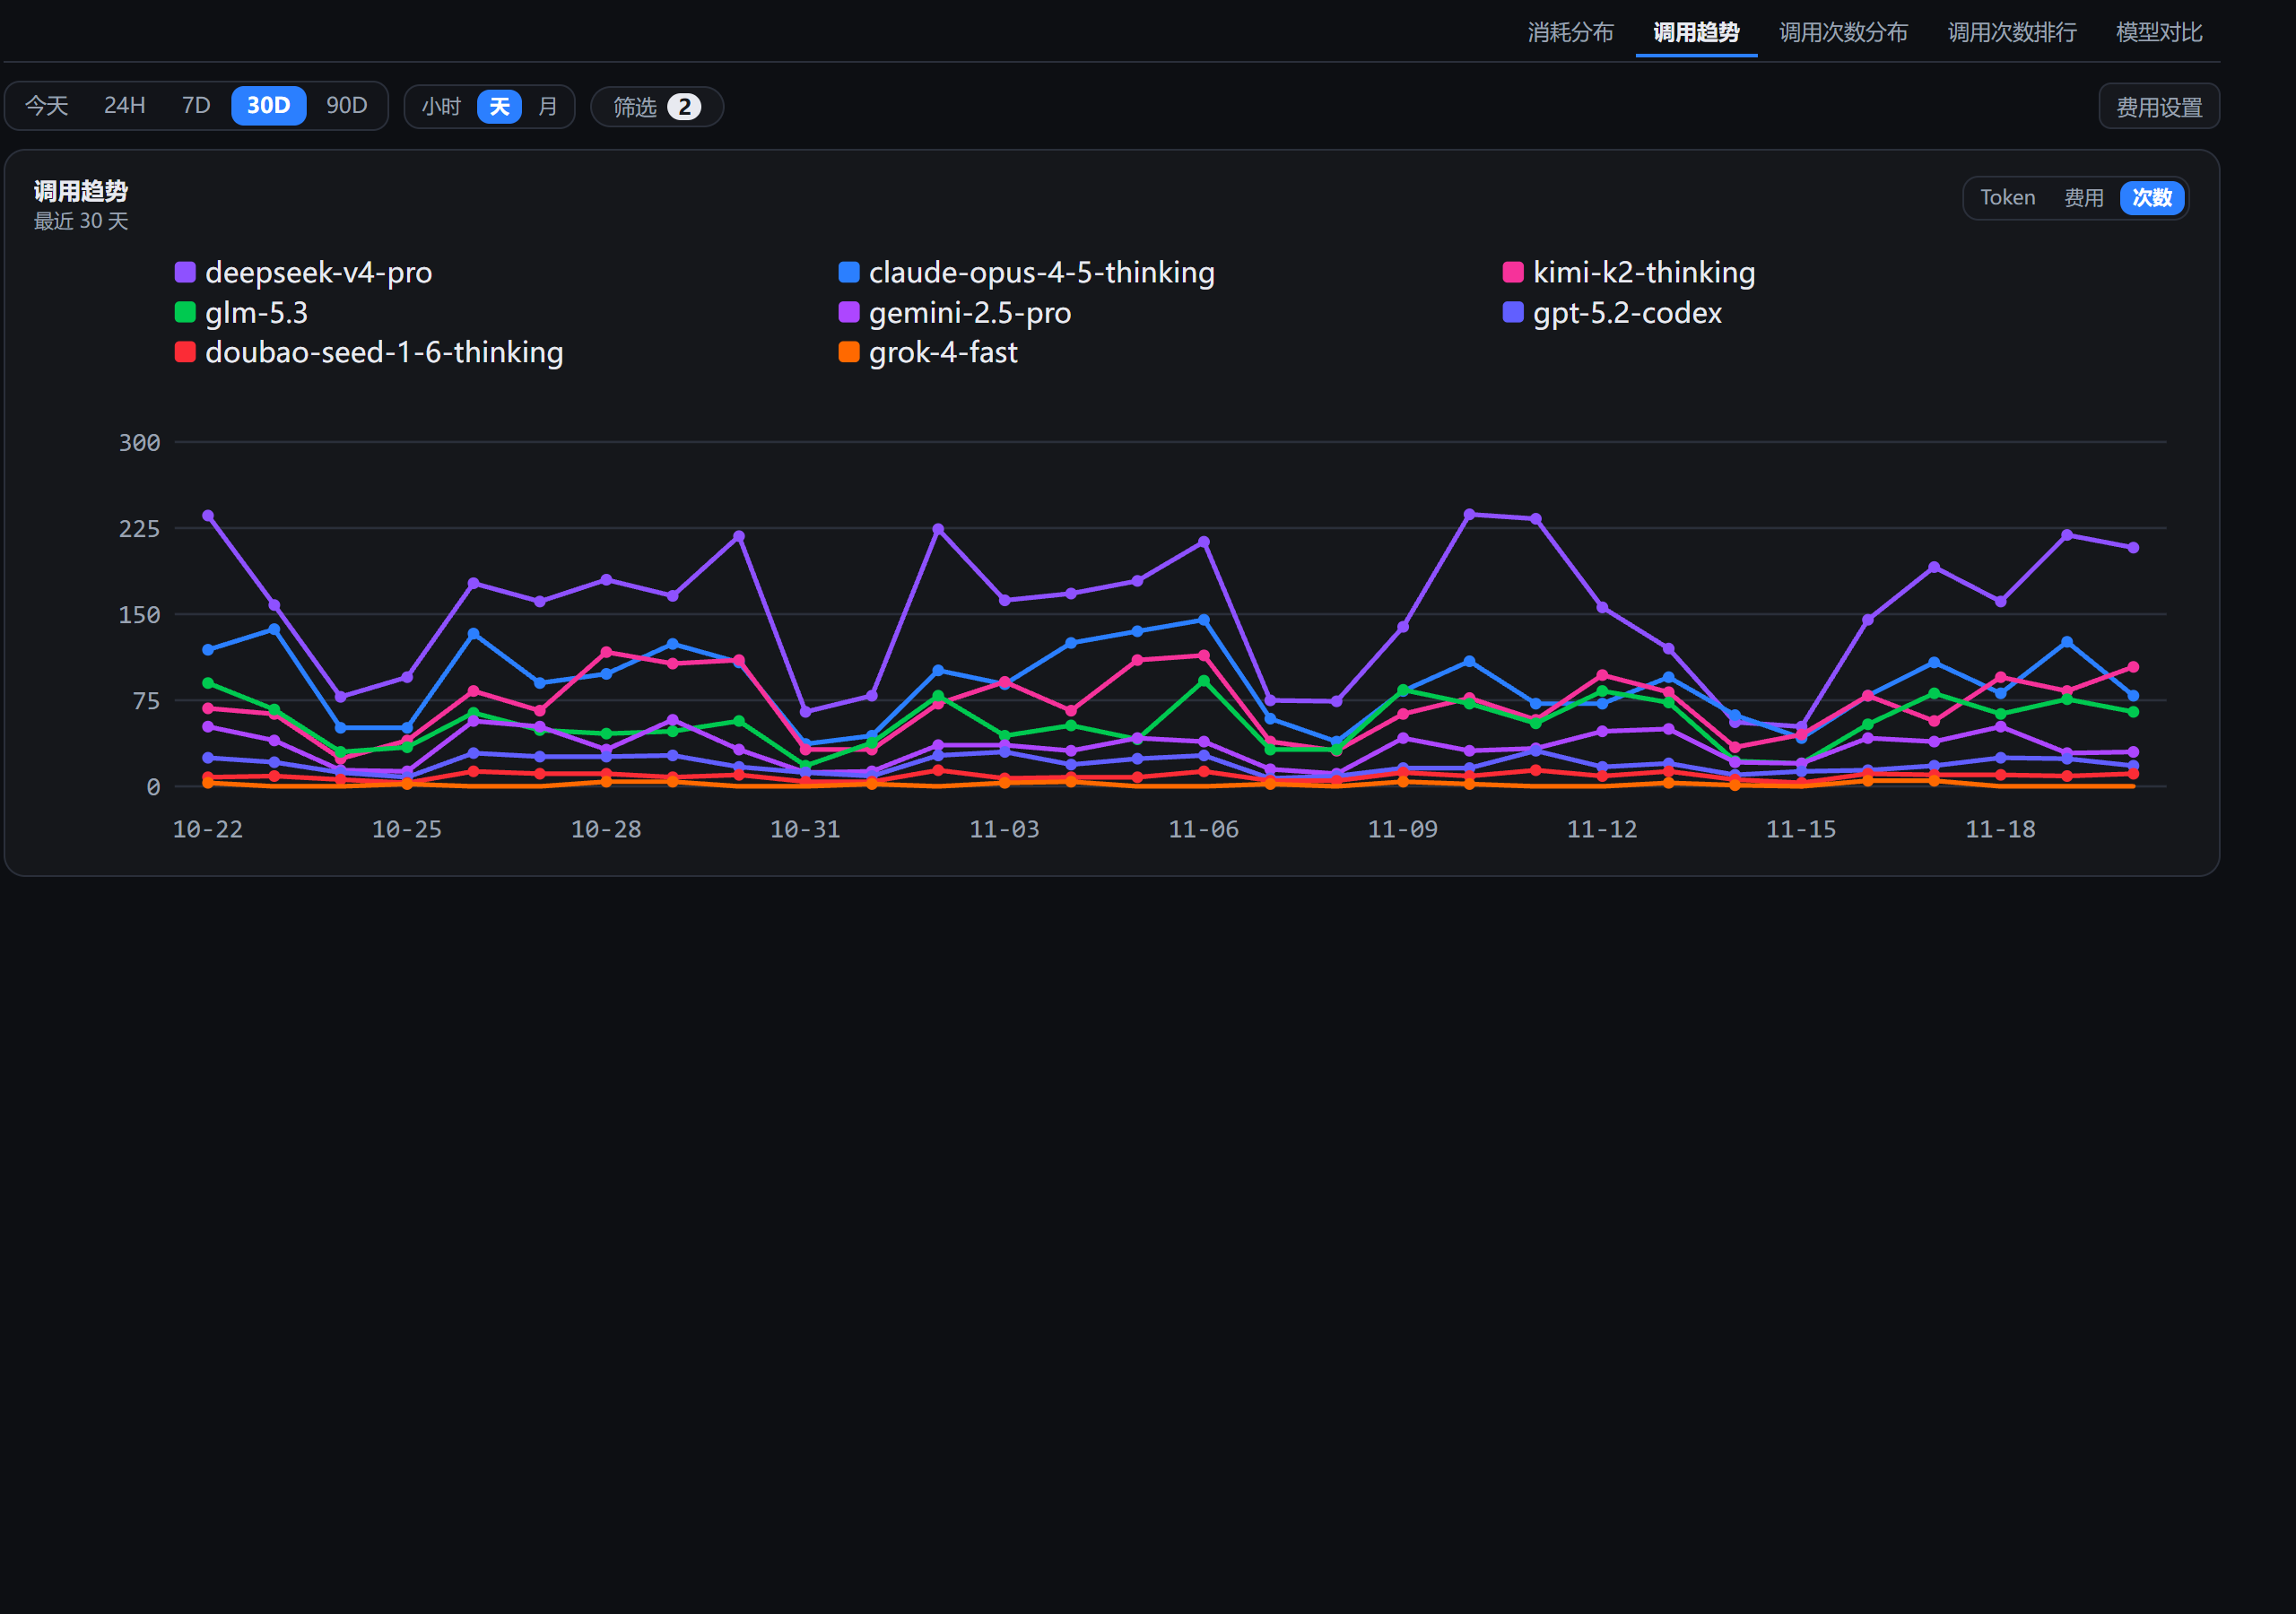 消耗分布 调用趋势 调用次数分布 调用次数排行 模型对比
今天 24H 7D 30D 90D 小时 天 月 筛选 2 费用设置
调用趋势
最近 30 天
Token 费用 次数
deepseek-v4-pro claude-opus-4-5-thinking kimi-k2-thinking
glm-5.3 gemini-2.5-pro gpt-5.2-codex
doubao-seed-1-6-thinking grok-4-fast
300
225
150
75
0
10-22 10-25 10-28 10-31 11-03 11-06 11-09 11-12 11-15 11-18